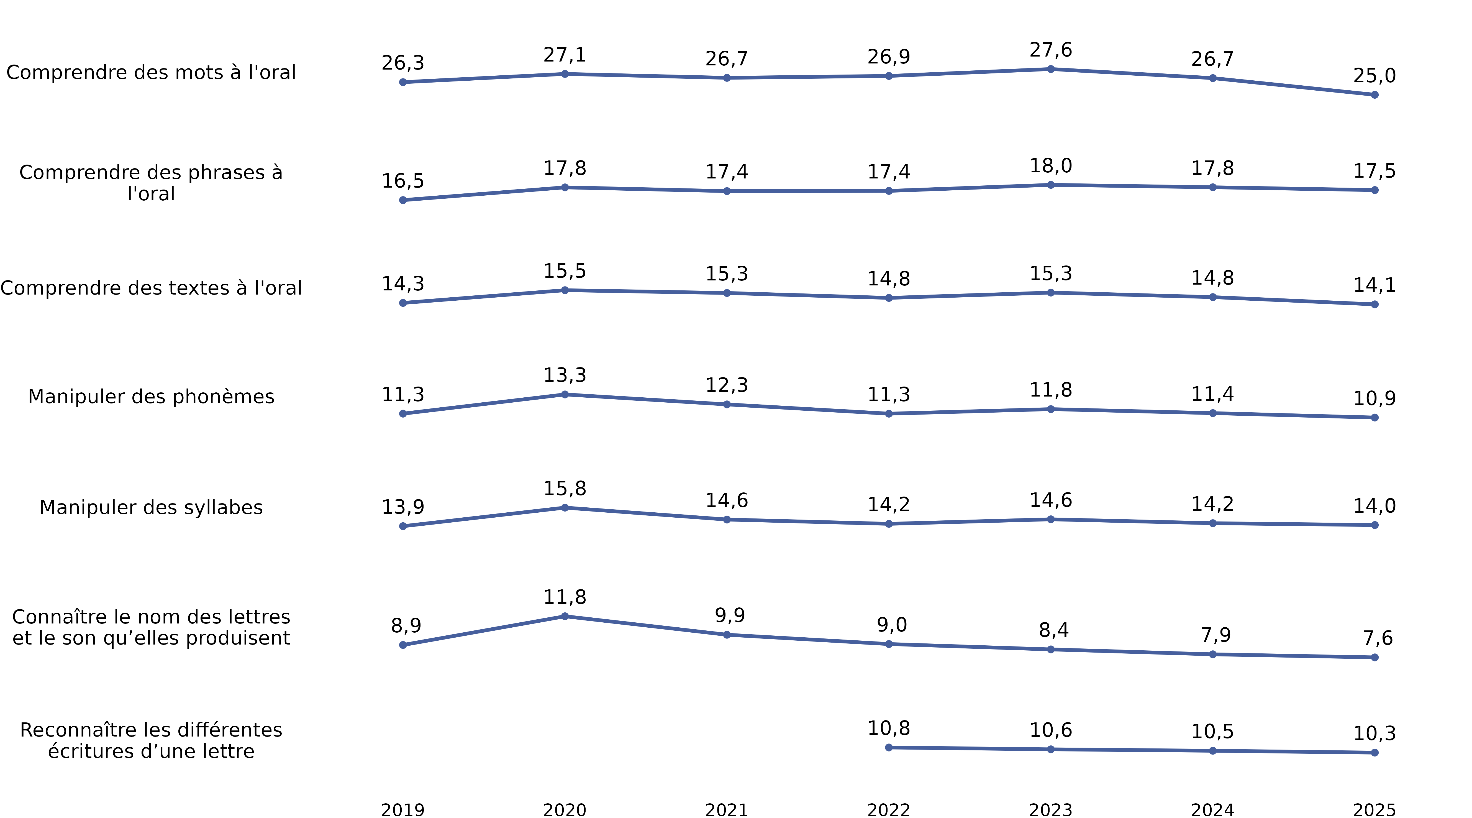 26,3 27,1 26,7 26,9 27,6 26,7 25,0
Comprendre des mots à l'oral
16,5 17,8 17,4 17,4 18,0 17,8 17,5
Comprendre des phrases à
l'oral
14,3 15,5 15,3 14,8 15,3 14,8 14,1
Comprendre des textes à l'oral
11,3 13,3 12,3 11,3 11,8 11,4 10,9
Manipuler des phonèmes
13,9 15,8 14,6 14,2 14,6 14,2 14,0
Manipuler des syllabes
8,9 11,8 9,9 9,0 8,4 7,9 7,6
Connaître le nom des lettres
et le son qu’elles produisent
10,8 10,6 10,5 10,3
Reconnaître les différentes
écritures d’une lettre
2019 2020 2021 2022 2023 2024 2025